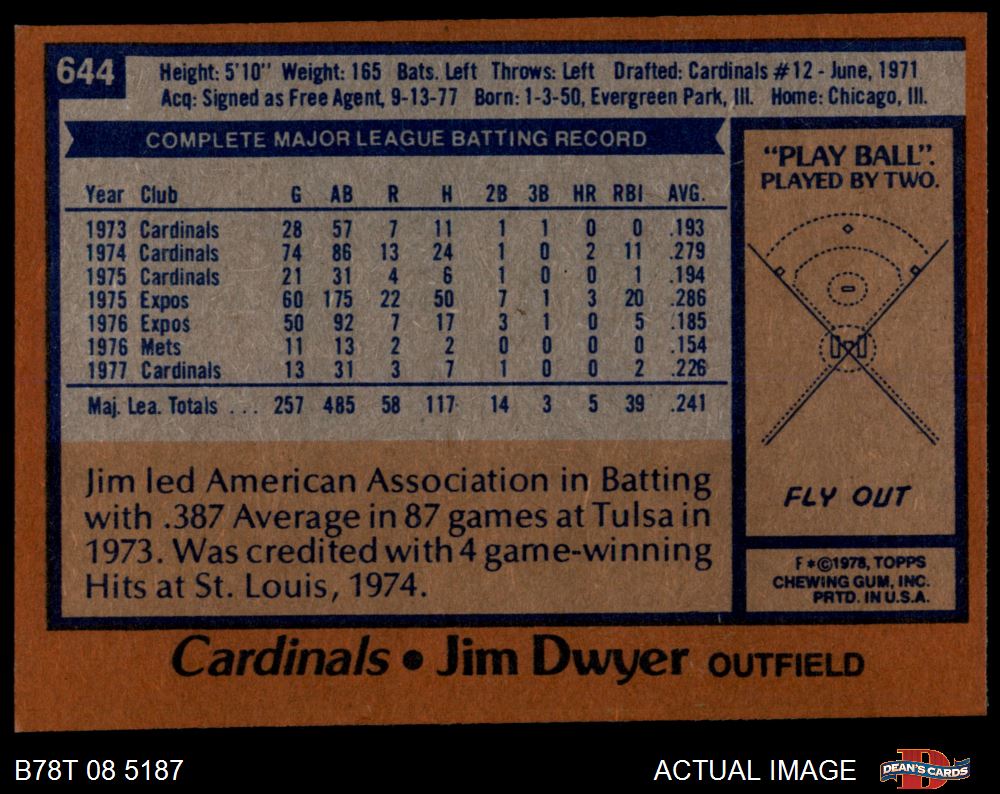 644
Height: 5'10" Weight: 165 Bats. Left Throws: Left Drafted: Cardinals #12 - June, 1971
Acq: Signed as Free Agent, 9-13-77 Born: 1-3-50, Evergreen Park, Ill. Home: Chicago, Ill.
COMPLETE MAJOR LEAGUE BATTING RECORD
Year Club G AB R H 2B 3B HR RBI AVG.
1973 Cardinals 28 57 7 11 1 1 0 0 .193
1974 Cardinals 74 86 13 24 1 0 2 11 .279
1975 Cardinals 21 31 4 6 1 0 0 1 .194
1975 Expos 60 175 22 50 7 1 3 20 .286
1976 Expos 50 92 7 17 3 1 0 5 .185
1976 Mets 11 13 2 2 0 0 0 0 .154
1977 Cardinals 13 31 3 7 1 0 0 2 .226
Maj. Lea. Totals ... 257 485 58 117 14 3 5 39 .241
Jim led American Association in Batting
with .387 Average in 87 games at Tulsa in
1973. Was credited with 4 game-winning
Hits at St. Louis, 1974.
"PLAY BALL".
PLAYED BY TWO.
FLY OUT
F*©1978, TOPPS
CHEWING GUM, INC.
PRTD. IN U.S.A.
Cardinals • Jim Dwyer OUTFIELD
B78T 08 5187
ACTUAL IMAGE
DEAN'S CARDS